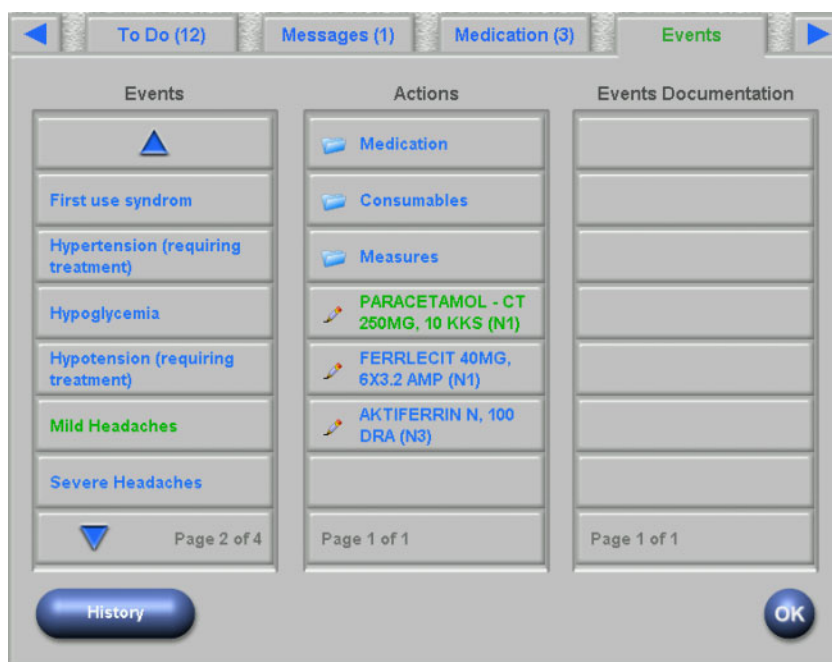 To Do (12)
Messages (1)
Medication (3)
Events
Events
Actions
Events Documentation
First use syndrom
Hypertension (requiring
treatment)
Hypoglycemia
Hypotension (requiring
treatment)
Mild Headaches
Severe Headaches
Page 2 of 4
Medication
Consumables
Measures
PARACETAMOL - CT
250MG, 10 KKS (N1)
FERRLECIT 40MG,
6X3.2 AMP (N1)
AKTIFERRIN N, 100
DRA (N3)
Page 1 of 1
Page 1 of 1
History
OK